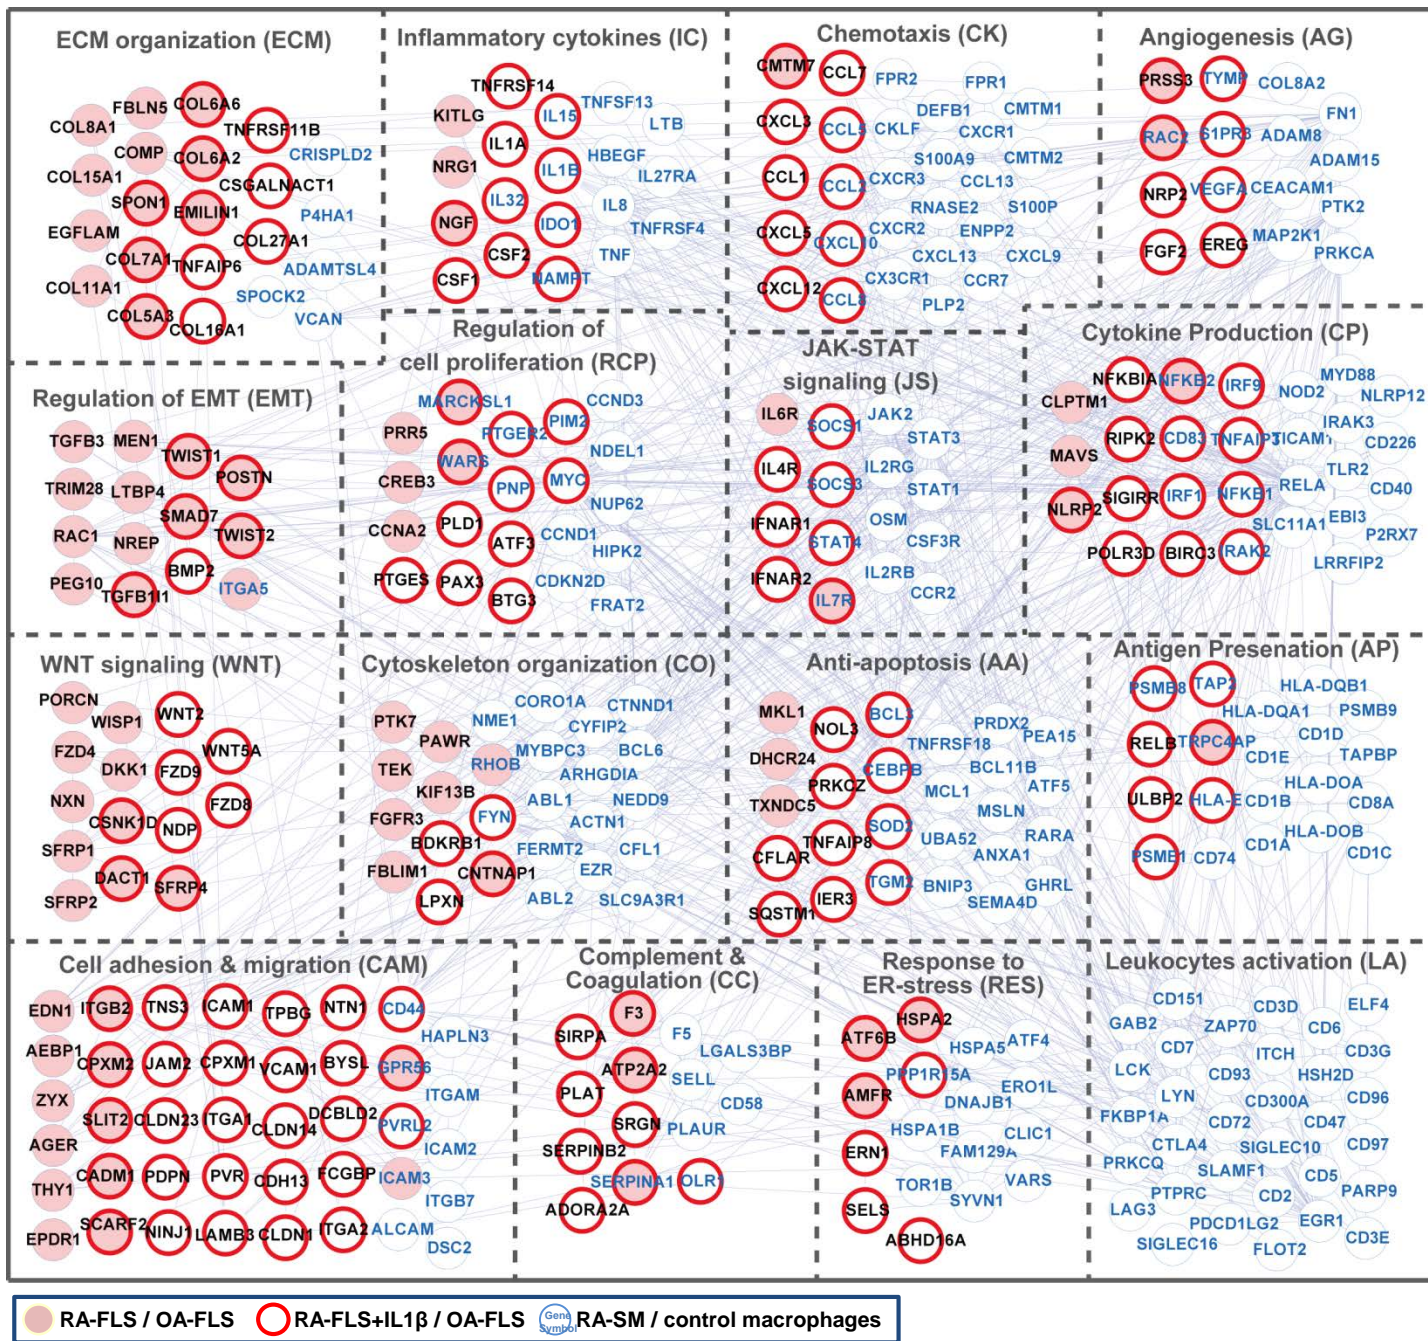 ECM organization (ECM)
FBLN5
COL6A6
COL8A1
TNFRSF11B
COMP
COL6A2
CRISPLD2
COL15A1
CSGALNACT1
SPON1
EMILIN1
P4HA1
EGFLAM
COL27A1
COL7A1
TNFAIP6
ADAMTSL4
COL11A1
SPOCK2
COL5A3
COL16A1
VCAN
Inflammatory cytokines (IC)
TNFRSF14
KITLG
IL15
TNFSF13
LTB
IL1A
NRG1
IL1B
HBEGF
IL27RA
IL32
IL8
NGF
IDO1
TNFRSF4
CSF2
TNF
CSF1
NAMPT
Chemotaxis (CK)
CMTM7
CCL7
FPR2
FPR1
CXCL3
CCL5
DEFB1
CMTM1
CKLF
CXCR1
CCL1
CCL2
S100A9
CMTM2
CXCR3
CCL13
RNASE2
S100P
CXCL5
CXCL10
CXCR2
ENPP2
CXCL13
CXCL9
CXCL12
CCL8
CX3CR1
CCR7
PLP2
Angiogenesis (AG)
PRSS3
TYMP
COL8A2
FN1
RAC2
S1PR3
ADAM8
ADAM15
NRP2
VEGFA
CEACAM1
PTK2
FGF2
EREG
MAP2K1
PRKCA
Regulation of EMT (EMT)
TGFB3
MEN1
TWIST1
POSTN
TRIM28
LTBP4
SMAD7
RAC1
NREP
TWIST2
BMP2
PEG10
TGFB1I1
ITGA5
Regulation of
cell proliferation (RCP)
MARCKSL1
CCND3
PRR5
PTGER2
PIM2
WARS
NDEL1
CREB3
PNP
MYC
NUP62
CCNA2
PLD1
ATF3
CCND1
HIPK2
PTGES
PAX3
BTG3
CDKN2D
FRAT2
JAK-STAT
signaling (JS)
IL6R
SOCS1
JAK2
STAT3
IL4R
SOCS3
IL2RG
STAT1
IFNAR1
STAT4
OSM
CSF3R
IFNAR2
IL7R
IL2RB
CCR2
Cytokine Production (CP)
NFKBIA
NFKB2
IRF9
MYD88
CLPTM1
NOD2
NLRP12
RIPK2
CD83
TNFAIP3
IRAK3
TICAM1
CD226
MAVS
TLR2
NLRP2
SIGIRR
IRF1
NFKB1
RELA
CD40
POLR3D
BIRC3
IRAK2
SLC11A1
EBI3
P2RX7
LRRFIP2
WNT signaling (WNT)
PORCN
WISP1
WNT2
FZD4
WNT5A
DKK1
FZD9
NXN
FZD8
CSNK1D
NDP
SFRP1
DACT1
SFRP4
SFRP2
Cytoskeleton organization (CO)
PTK7
NME1
CORO1A
CTNND1
PAWR
CYFIP2
TEK
RHOB
MYBPC3
BCL6
KIF13B
ARHGDIA
FGFR3
FYN
ABL1
NEDD9
ACTN1
BDKRB1
FERMT2
CFL1
FBLIM1
CNTNAP1
EZR
LPXN
ABL2
SLC9A3R1
Anti-apoptosis (AA)
MKL1
NOL3
BCL3
PRDX2
TNFRSF18
PEA15
DHCR24
CEBPB
BCL11B
PRKCZ
MCL1
ATF5
TXNDC5
MSLN
TNFAIP8
SOD2
UBA52
RARA
CFLAR
ANXA1
TGM2
BNIP3
GHRL
SQSTM1
IER3
SEMA4D
Antigen Presenation (AP)
PSMB8
TAP2
HLA-DQB1
HLA-DQA1
PSMB9
RELB
TRPC4AP
CD1D
CD1E
TAPBP
ULBP2
HLA-E
CD1B
HLA-DOA
CD8A
HLA-DOB
PSME1
CD74
CD1A
CD1C
Cell adhesion & migration (CAM)
EDN1
ITGB2
TNS3
ICAM1
TPBG
NTN1
CD44
AEBP1
HAPLN3
CPXM2
JAM2
CPXM1
VCAM1
BYSL
GPR56
ZYX
ITGAM
SLIT2
CLDN23
ITGA1
CLDN14
DCBLD2
PVRL2
AGER
ICAM2
CADM1
PDPN
PVR
CDH13
FCGBP
ICAM3
THY1
ITGB7
EPDR1
SCARF2
NINJ1
LAMB3
CLDN1
ITGA2
ALCAM
DSC2
Complement &
Coagulation (CC)
F3
SIRPA
F5
LGALS3BP
ATP2A2
SELL
PLAT
CD58
SRGN
PLAUR
SERPINB2
SERPINA1
OLR1
ADORA2A
Response to
ER-stress (RES)
HSPA2
ATF6B
HSPA5
ATF4
PPP1R15A
AMFR
DNAJB1
ERO1L
HSPA1B
CLIC1
ERN1
FAM129A
TOR1B
VARS
SELS
SYVN1
ABHD16A
Leukocytes activation (LA)
CD151
CD3D
ELF4
GAB2
ZAP70
CD6
CD7
ITCH
CD3G
LCK
CD93
HSH2D
LYN
CD300A
CD96
FKBP1A
CD72
CD47
CTLA4
SIGLEC10
CD97
PRKCQ
SLAMF1
CD5
PTPRC
CD2
PARP9
LAG3
PDCD1LG2
EGR1
SIGLEC16
FLOT2
CD3E
RA-FLS / OA-FLS
RA-FLS+IL1β / OA-FLS
Gene
Symbol
RA-SM / control macrophages